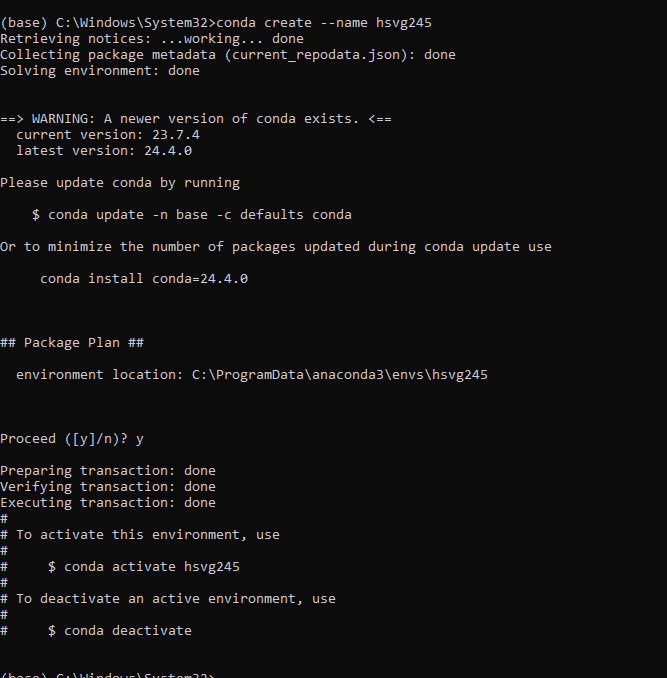 (base) C:\Windows\System32>conda create --name hsvg245
Retrieving notices: ...working... done
Collecting package metadata (current_repodata.json): done
Solving environment: done
==> WARNING: A newer version of conda exists. <==
current version: 23.7.4
latest version: 24.4.0
Please update conda by running
$ conda update -n base -c defaults conda
Or to minimize the number of packages updated during conda update use
conda install conda=24.4.0
## Package Plan ##
environment location: C:\ProgramData\anaconda3\envs\hsvg245
Proceed ([y]/n)? y
Preparing transaction: done
Verifying transaction: done
Executing transaction: done
#
# To activate this environment, use
#
#     $ conda activate hsvg245
#
# To deactivate an active environment, use
#
#     $ conda deactivate
(base) C:\Windows\System32>